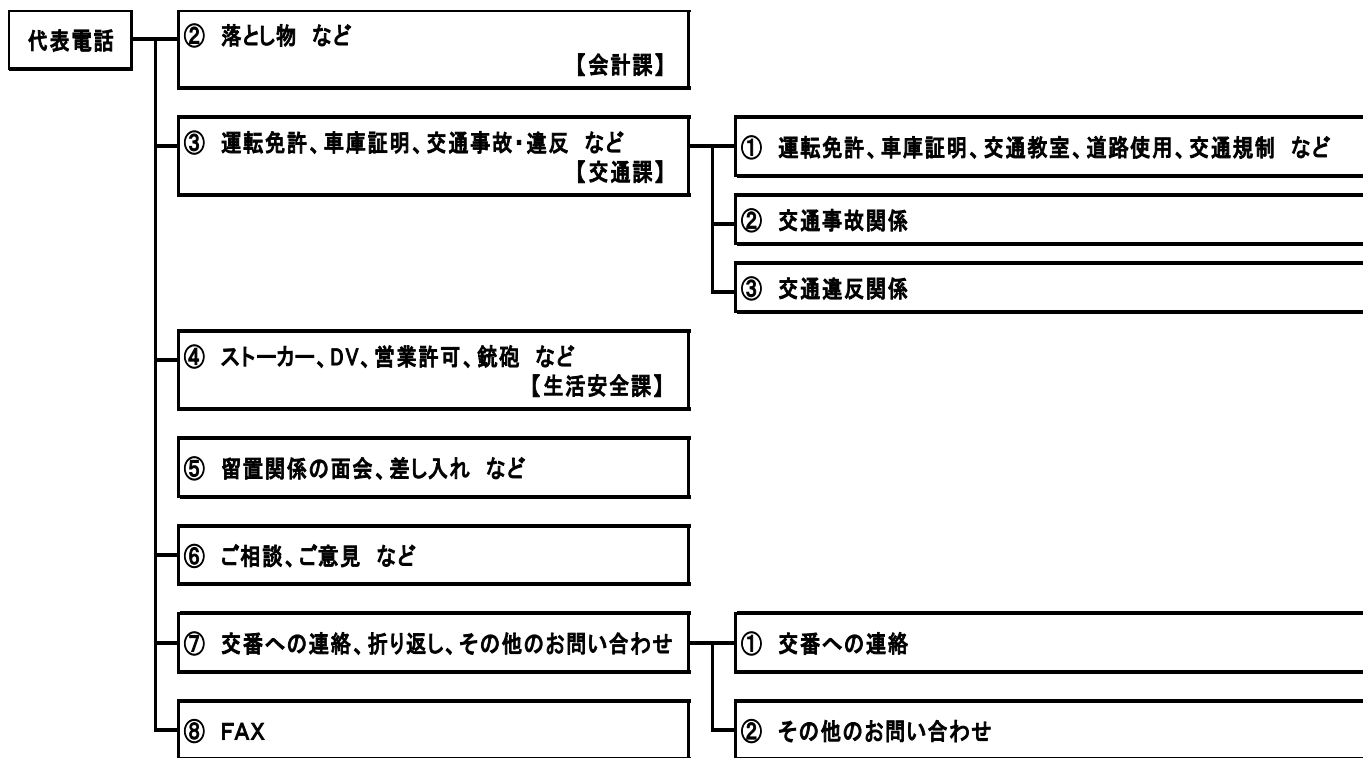 代表電話
② 落とし物 など
【会計課】
③ 運転免許、車庫証明、交通事故・違反 など
【交通課】
① 運転免許、車庫証明、交通教室、道路使用、交通規制 など
② 交通事故関係
③ 交通違反関係
④ ストーカー、DV、営業許可、銃砲 など
【生活安全課】
⑤ 留置関係の面会、差し入れ など
⑥ ご相談、ご意見 など
⑦ 交番への連絡、折り返し、その他のお問い合わせ
① 交番への連絡
② その他のお問い合わせ
⑧ FAX